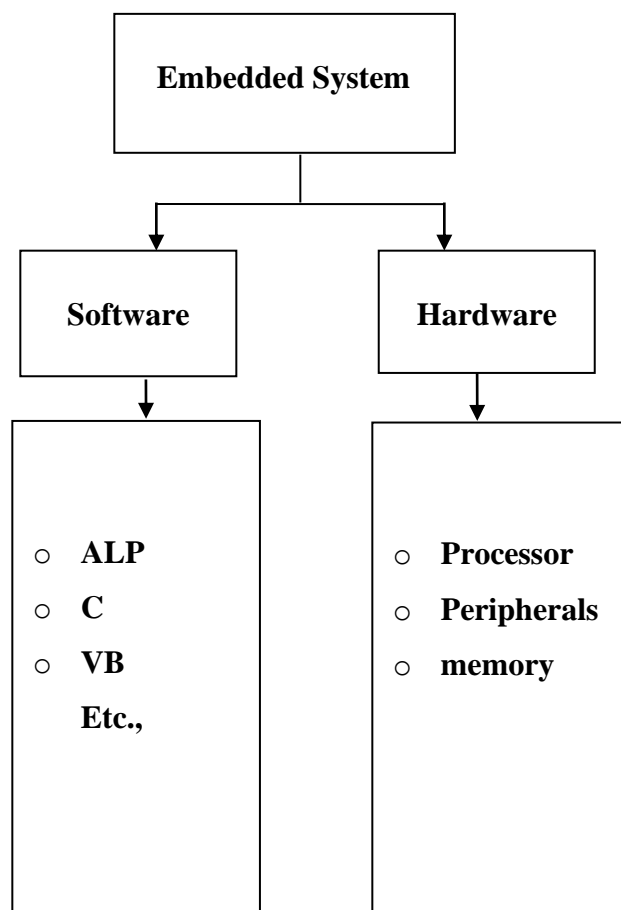 Embedded System
Software
Hardware
○ ALP
○ C
○ VB
Etc.,
○ Processor
○ Peripherals
○ memory